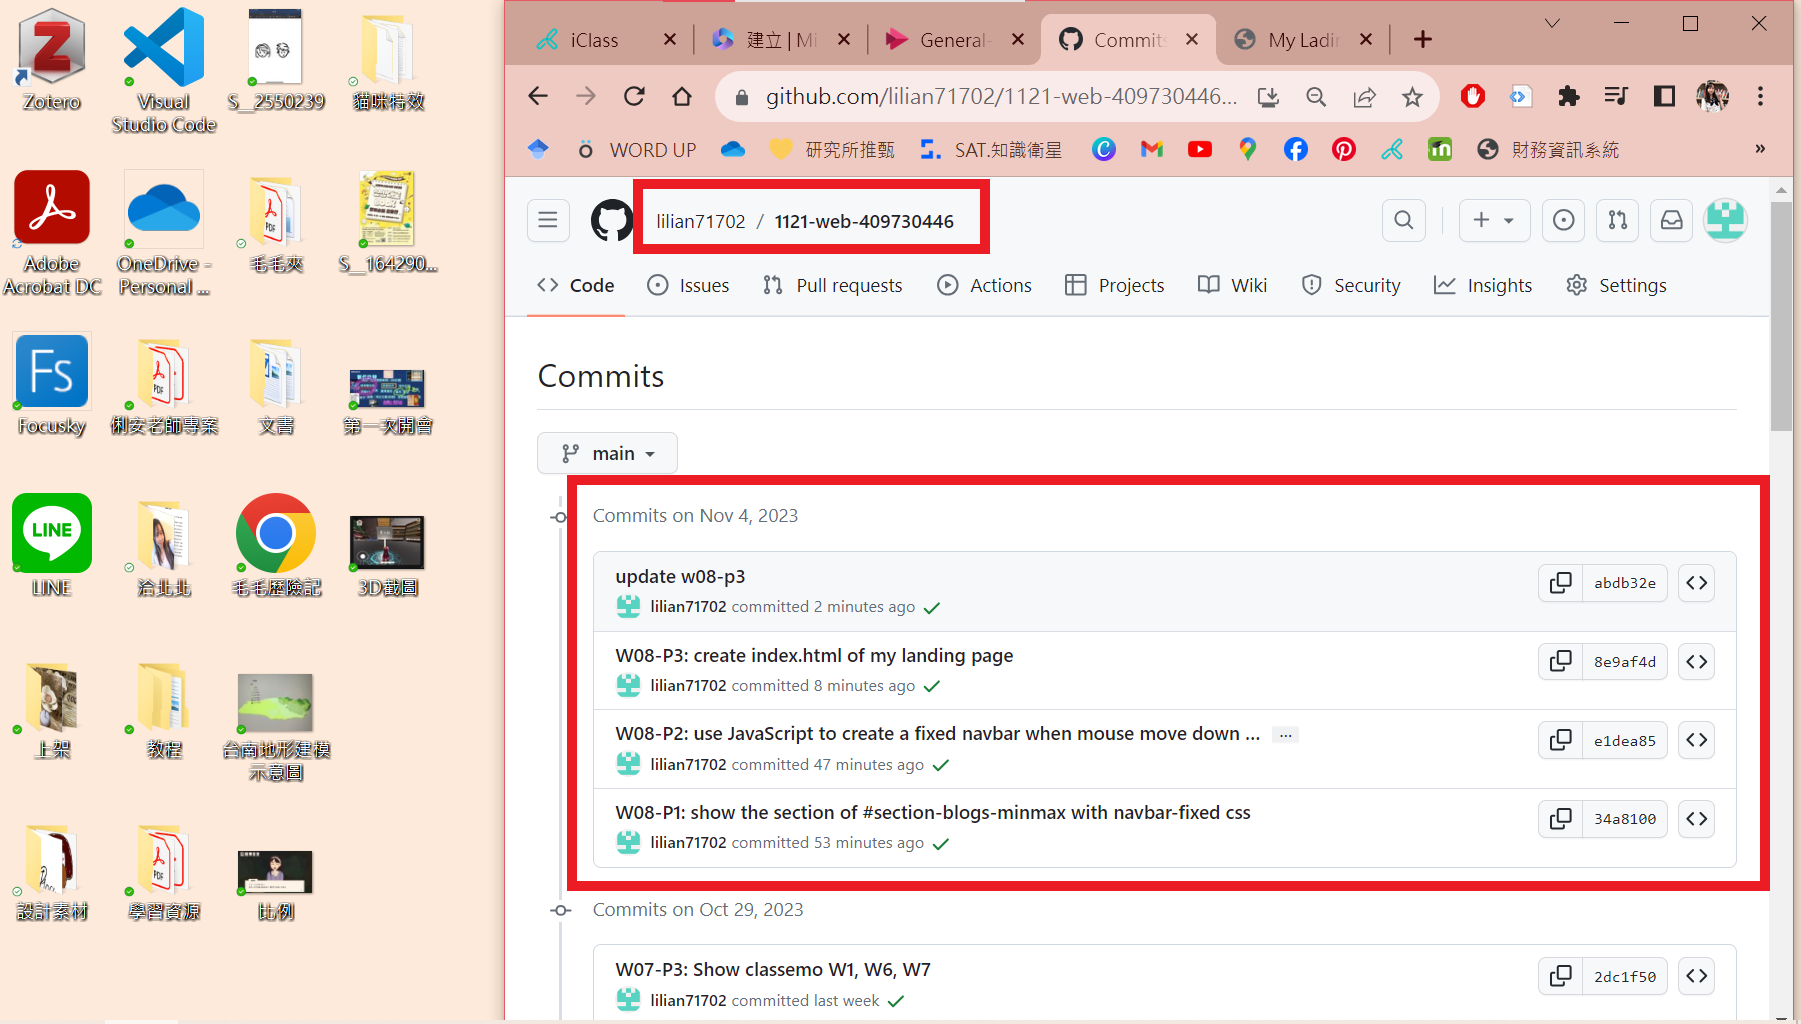 Zotero
Visual
Studio Code
S__2550239
貓咪特效
Adobe
Acrobat DC
OneDrive -
Personal ...
毛毛夾
S__164290...
Fs
Focusky
俐安老師專案
文書
第一次開會
LINE
LINE
洽北北
毛毛歷險記
3D截圖
上架
教程
台南地形建模
示意圖
設計素材
學習資源
比例
iClass
建立 | Mi
General-
Commits
My Ladin
github.com/lilian71702/1121-web-409730446...
WORD UP
研究所推甄
SAT.知識衛星
財務資訊系統
»
lilian71702 / 1121-web-409730446
Code
Issues
Pull requests
Actions
Projects
Wiki
Security
Insights
Settings
Commits
main
Commits on Nov 4, 2023
update w08-p3
abdb32e
lilian71702 committed 2 minutes ago
W08-P3: create index.html of my landing page
8e9af4d
lilian71702 committed 8 minutes ago
W08-P2: use JavaScript to create a fixed navbar when mouse move down ... ...
e1dea85
lilian71702 committed 47 minutes ago
W08-P1: show the section of #section-blogs-minmax with navbar-fixed css
34a8100
lilian71702 committed 53 minutes ago
Commits on Oct 29, 2023
W07-P3: Show classemo W1, W6, W7
2dc1f50
lilian71702 committed last week